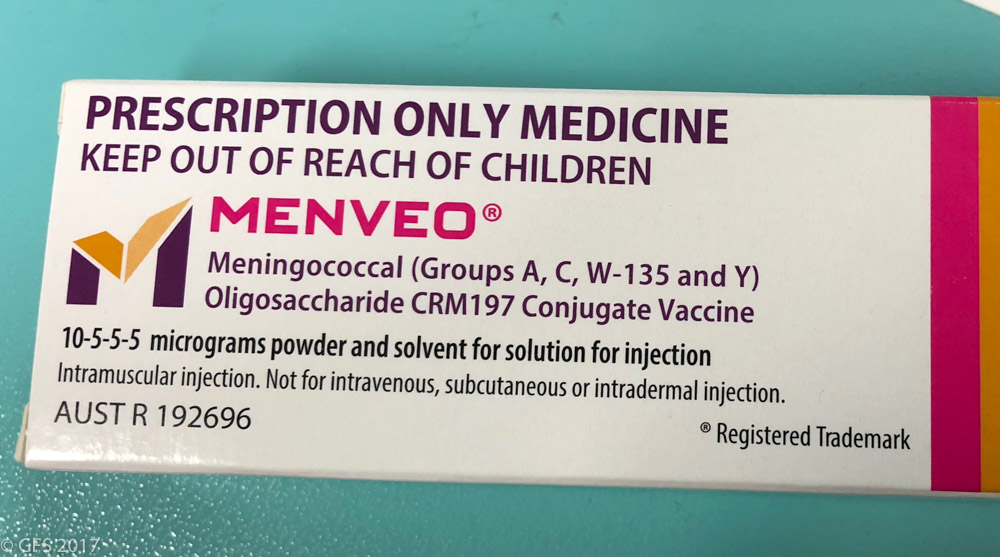 PRESCRIPTION ONLY MEDICINE
KEEP OUT OF REACH OF CHILDREN
MENVEO®
Meningococcal (Groups A, C, W-135 and Y)
Oligosaccharide CRM197 Conjugate Vaccine
10-5-5-5 micrograms powder and solvent for solution for injection
Intramuscular injection. Not for intravenous, subcutaneous or intradermal injection.
AUST R 192696
® Registered Trademark
© GES 2017